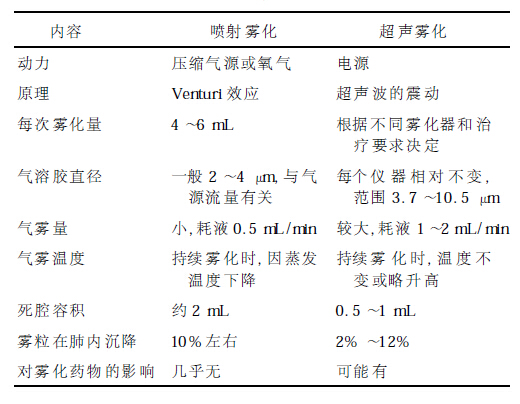 内容 喷射雾化 超声雾化
动力 压缩气源或氧气 电源
原理 Venturi 效应 超声波的震动
每次雾化量 4 ~6 mL 根据不同雾化器和治
疗要求决定
气溶胶直径 一般 2 ~4 μm, 与气 每个仪器相对不变,
源流量有关 范围 3.7 ~10.5 μm
气雾量 小, 耗液 0.5 mL/min 较大, 耗液 1 ~2 mL/min
气雾温度 持续雾化时, 因蒸发 持续雾化时, 温度不
温度下降 变或略升高
死腔容积 约 2 mL 0.5 ~1 mL
雾粒在肺内沉降 10%左右 2% ~12%
对雾化药物的影响 几乎无 可能有